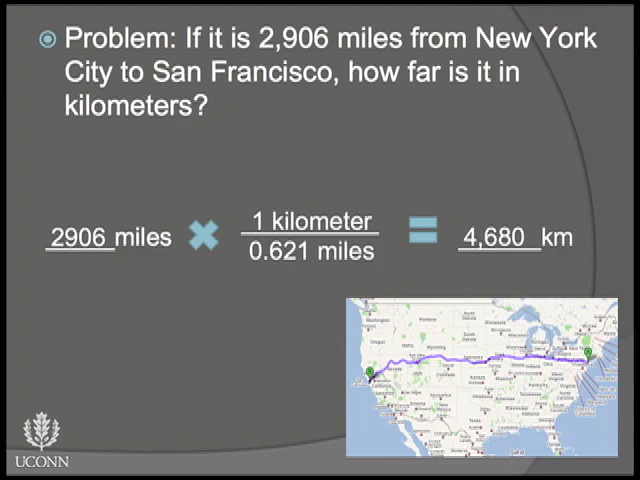 Problem: If it is 2,906 miles from New York
City to San Francisco, how far is it in
kilometers?
2906 miles
1 kilometer
0.621 miles
4,680 km
UCONN